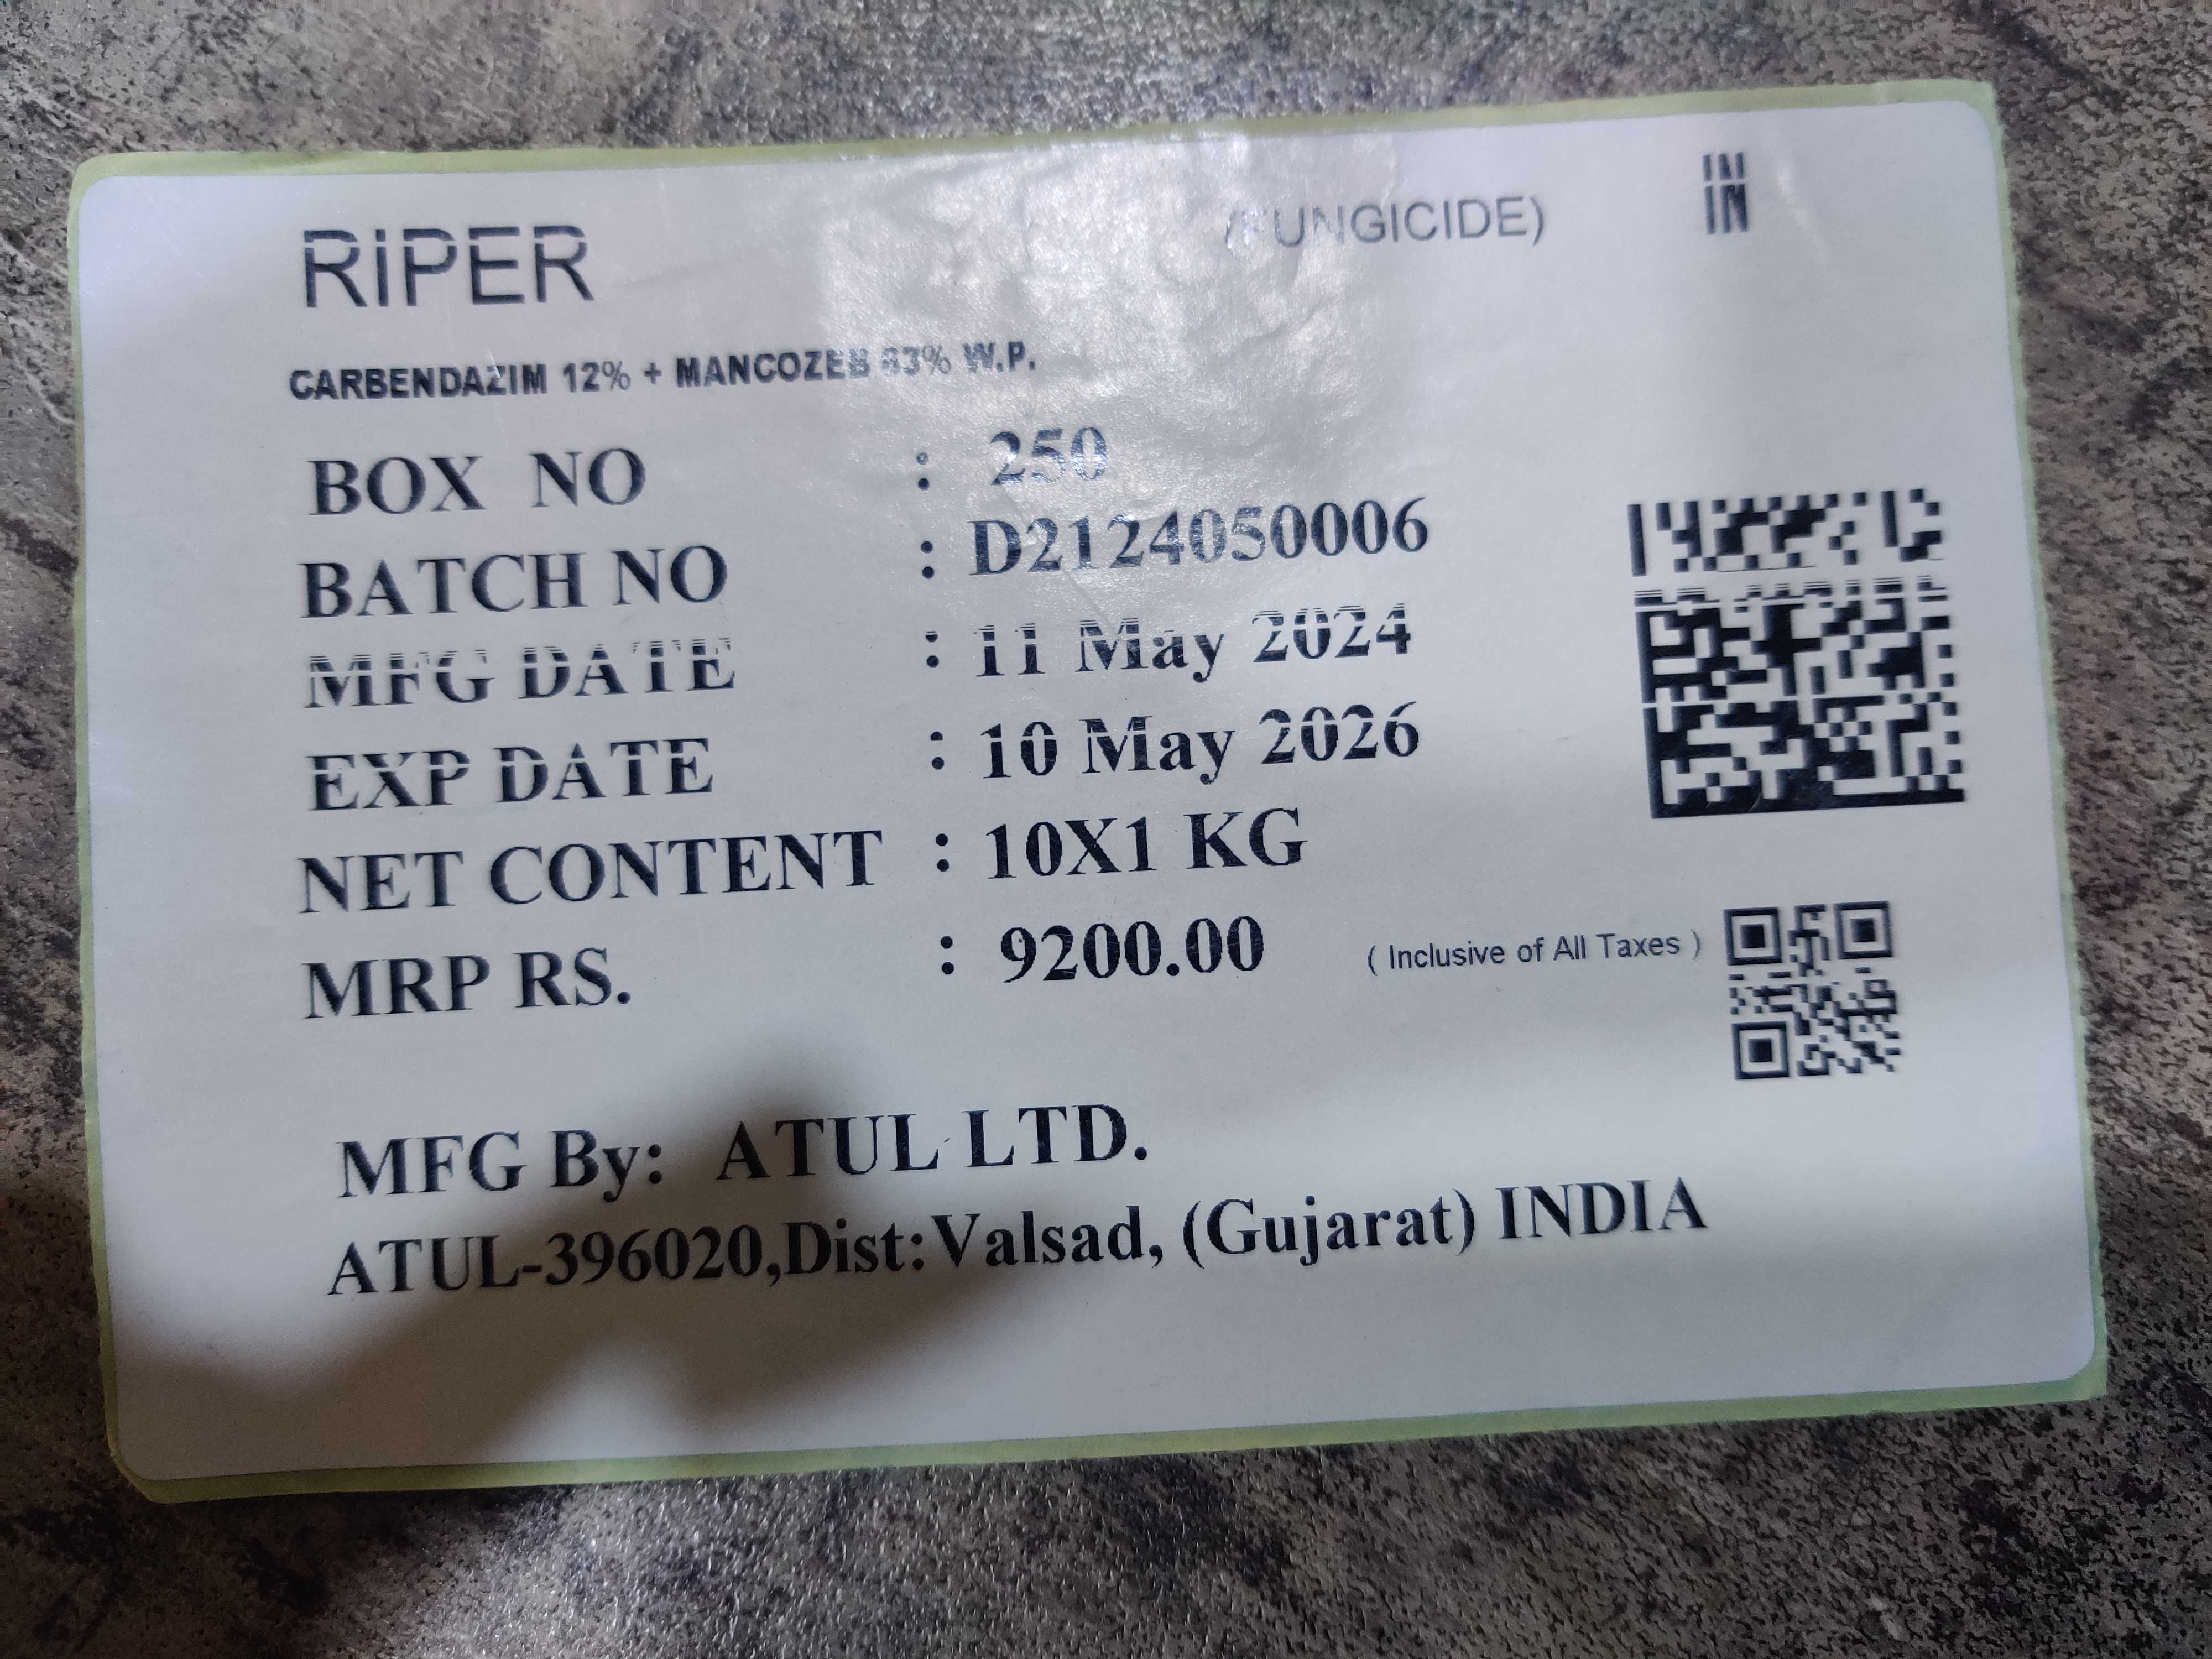 RiPER (FUNGICIDE) IN
CARBENDAZIM 12% + MANCOZEB 63% W.P.
BOX NO : 250
BATCH NO : D2124050006
MFG DATE : 11 May 2024
EXP DATE : 10 May 2026
NET CONTENT : 10X1 KG
MRP RS. : 9200.00 ( Inclusive of All Taxes )
MFG By: ATUL LTD.
ATUL-396020,Dist:Valsad, (Gujarat) INDIA